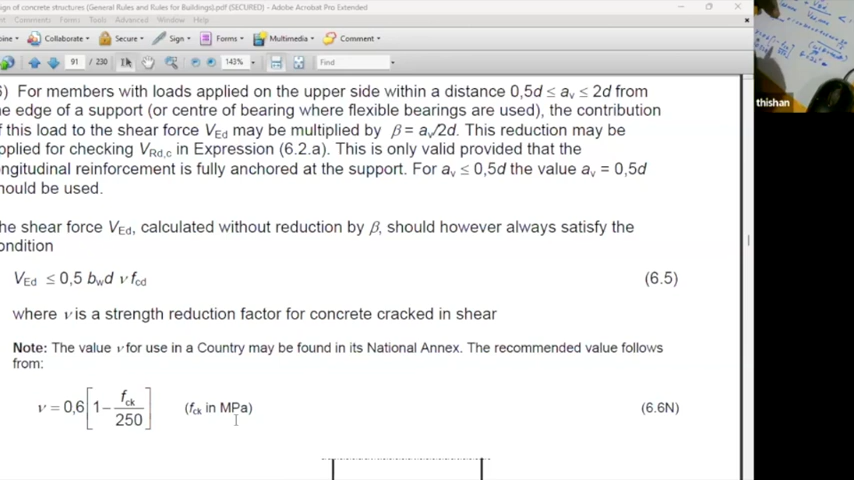 ign of concrete structures (General Rules and Rules for Buildings).pdf (SECURED) - Adobe Acrobat Pro Extended
Comments Forms Tools Advanced Window Help
Collaborate Secure Sign Forms Multimedia Comment
91 / 230 143% Find
6) For members with loads applied on the upper side within a distance 0,5d ≤ av ≤ 2d from
he edge of a support (or centre of bearing where flexible bearings are used), the contribution
f this load to the shear force VEd may be multiplied by β = av/2d. This reduction may be
pplied for checking VRd,c in Expression (6.2.a). This is only valid provided that the
ongitudinal reinforcement is fully anchored at the support. For av ≤ 0,5d the value av = 0,5d
hould be used.
he shear force VEd, calculated without reduction by β, should however always satisfy the
ondition
VEd ≤ 0,5 bwd ν fcd (6.5)
where ν is a strength reduction factor for concrete cracked in shear
Note: The value ν for use in a Country may be found in its National Annex. The recommended value follows
from:
ν = 0,6[1− fck/250] (fck in MPa) (6.6N)
thishan